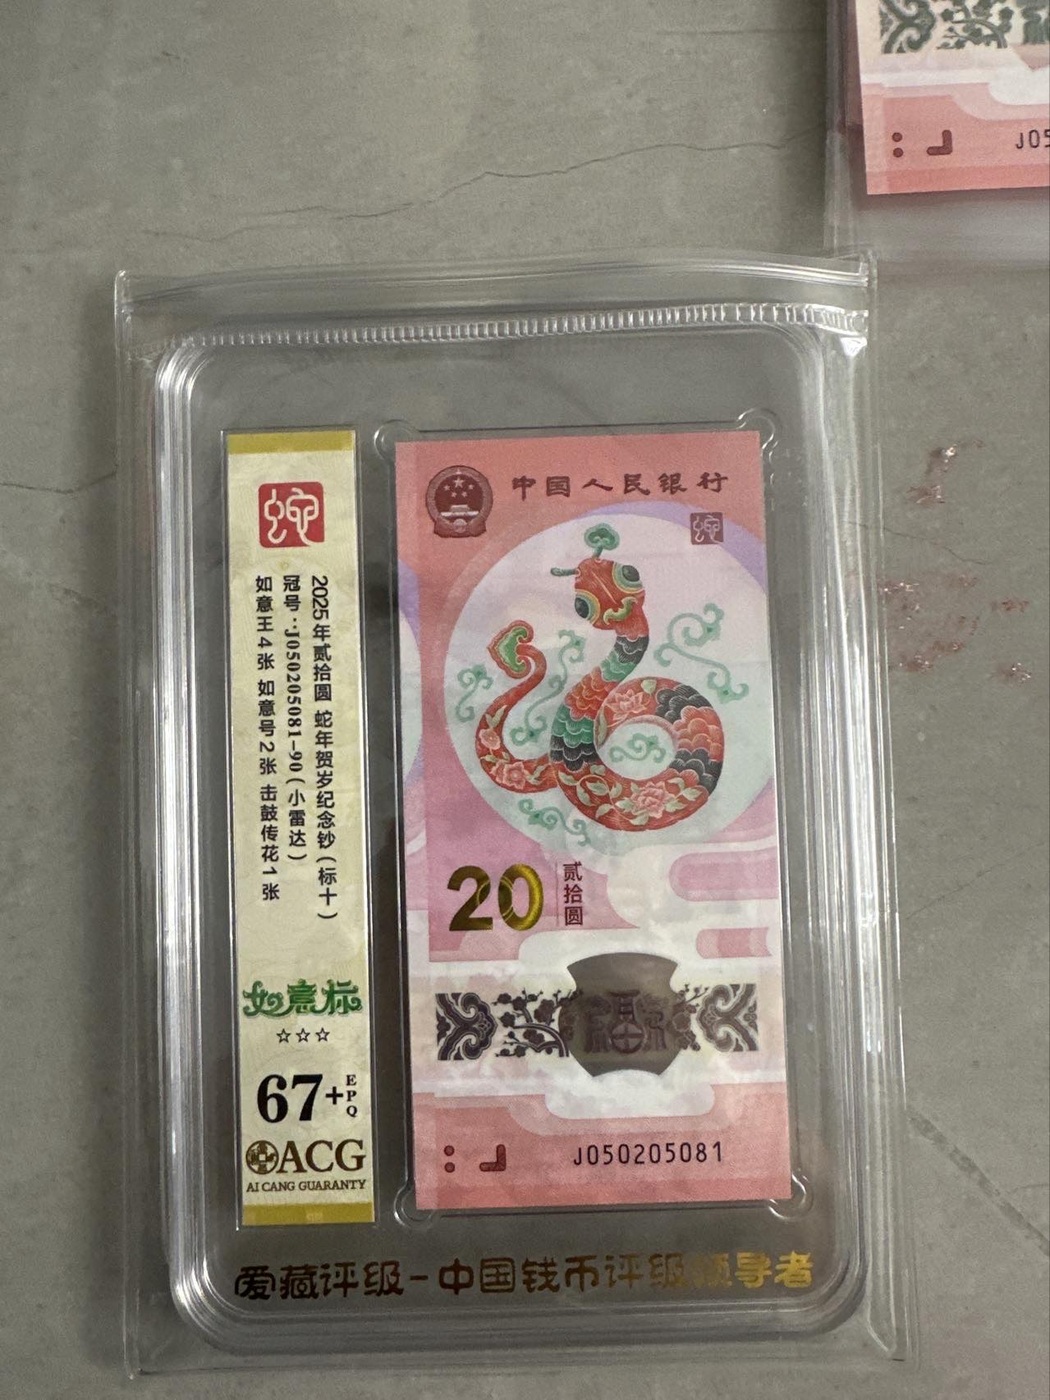 J05
蛇
2025年贰拾圆 蛇年贺岁纪念钞(标十)
冠号:J050205081-90(小雷达)
如意王4张 如意号2张 击鼓传花1张
如意标
☆☆☆
67+EPQ
ACG
AI CANG GUARANTY
中国人民银行
蛇
20 贰拾圆
福
J050205081
爱藏评级-中国钱币评级领导者